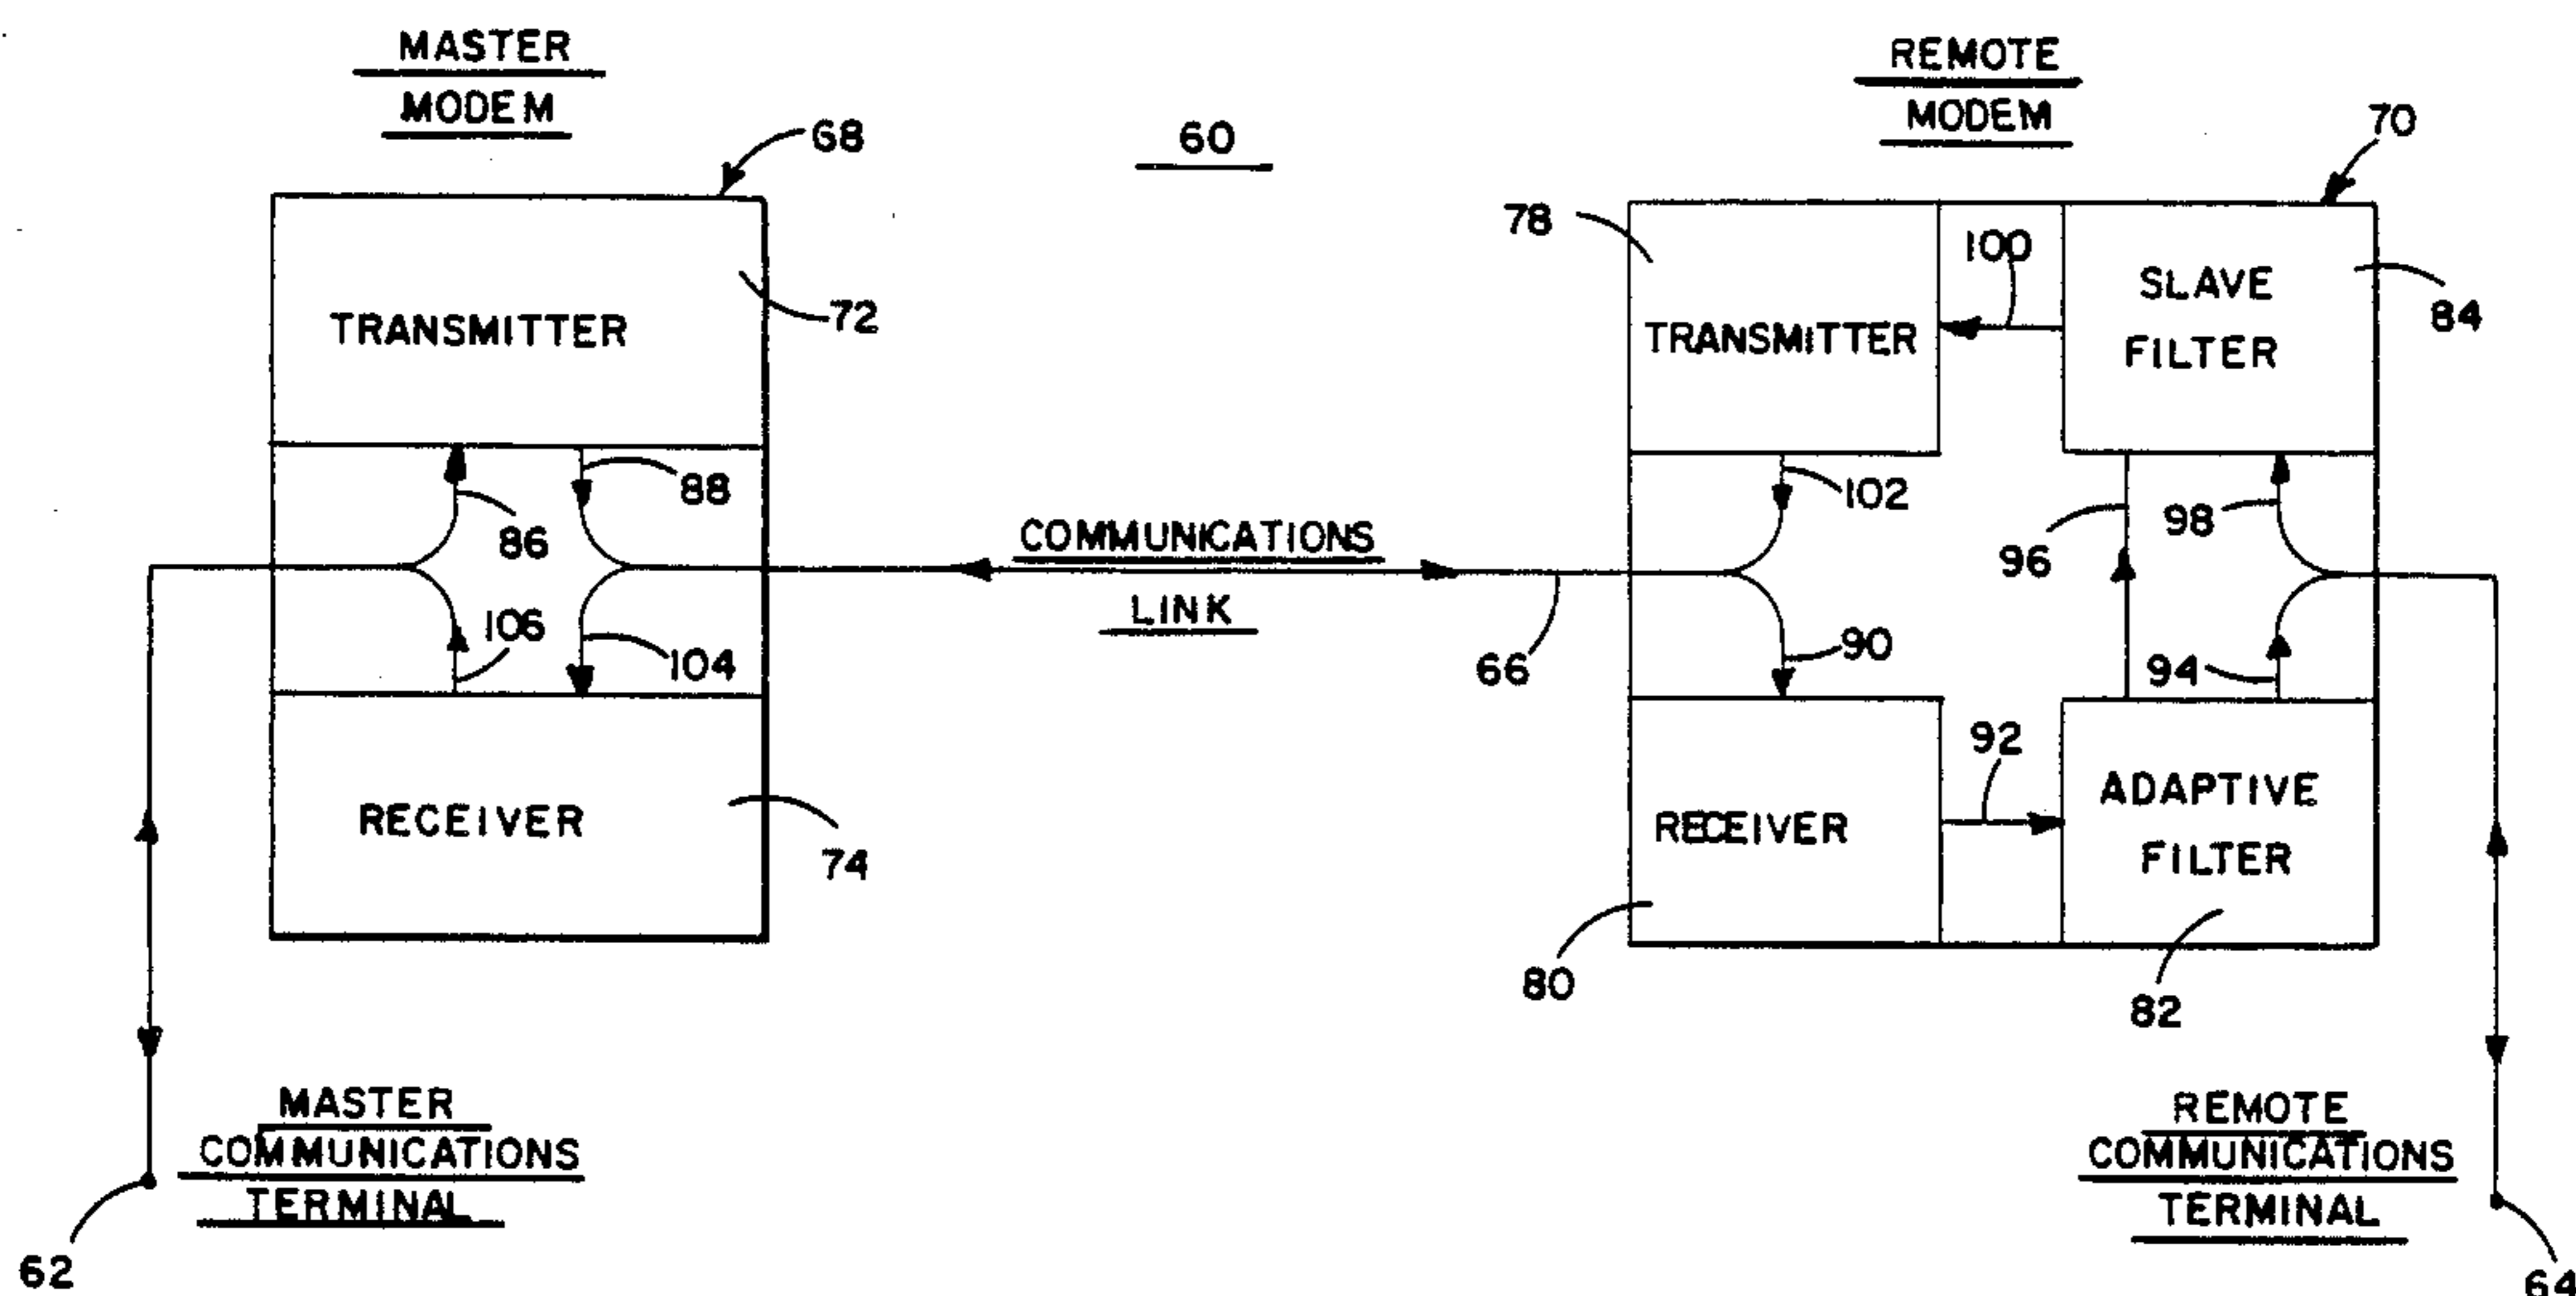 MASTER
MODEM
68
60
REMOTE
MODEM
70
TRANSMITTER
72
88
86
106
104
RECEIVER
74
COMMUNICATIONS
LINK
66
78
TRANSMITTER
100
SLAVE
FILTER
84
102
96
98
90
94
92
RECEIVER
80
ADAPTIVE
FILTER
82
MASTER
COMMUNICATIONS
TERMINAL
62
REMOTE
COMMUNICATIONS
TERMINAL
64